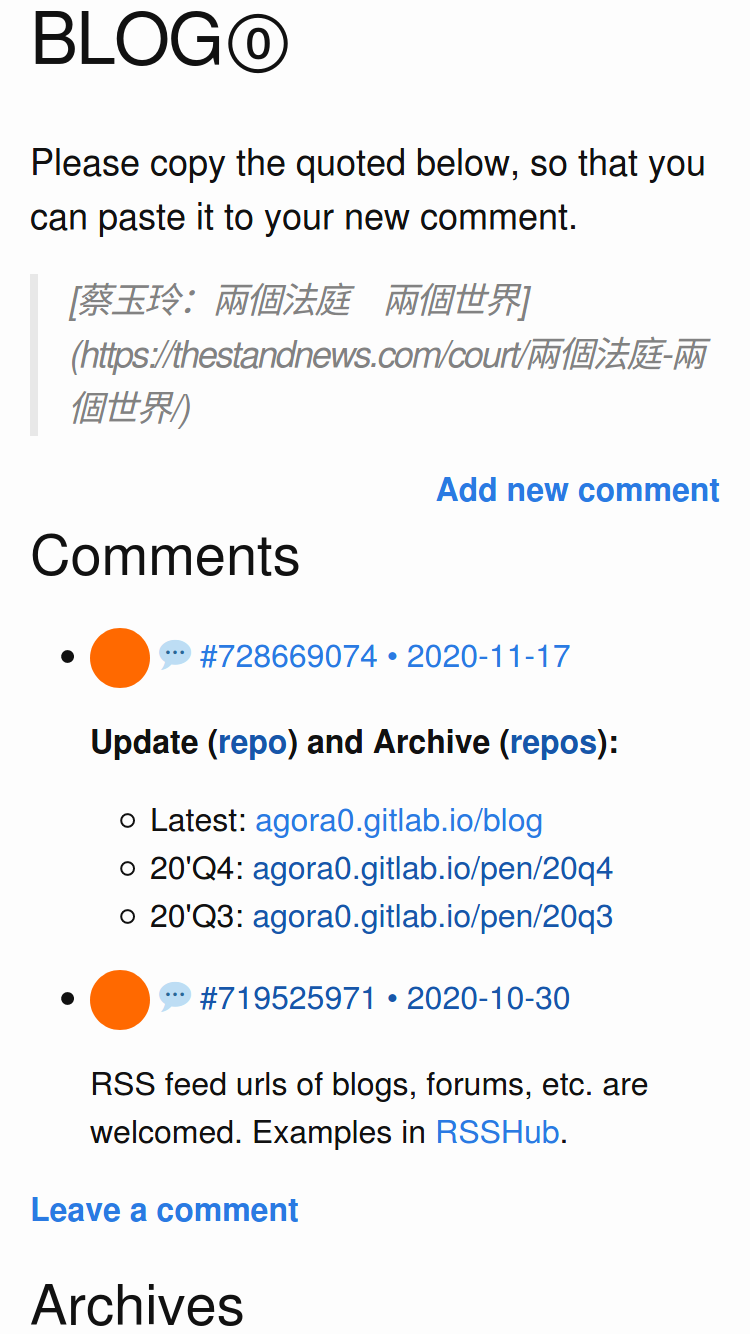 BLOG⓪
Please copy the quoted below, so that you
can paste it to your new comment.
[蔡玉玲：兩個法庭　兩個世界]
(https://thestandnews.com/court/兩個法庭-兩
個世界/)
Add new comment
Comments
💬 #728669074 • 2020-11-17
Update (repo) and Archive (repos):
Latest: agora0.gitlab.io/blog
20'Q4: agora0.gitlab.io/pen/20q4
20'Q3: agora0.gitlab.io/pen/20q3
💬 #719525971 • 2020-10-30
RSS feed urls of blogs, forums, etc. are
welcomed. Examples in RSSHub.
Leave a comment
Archives